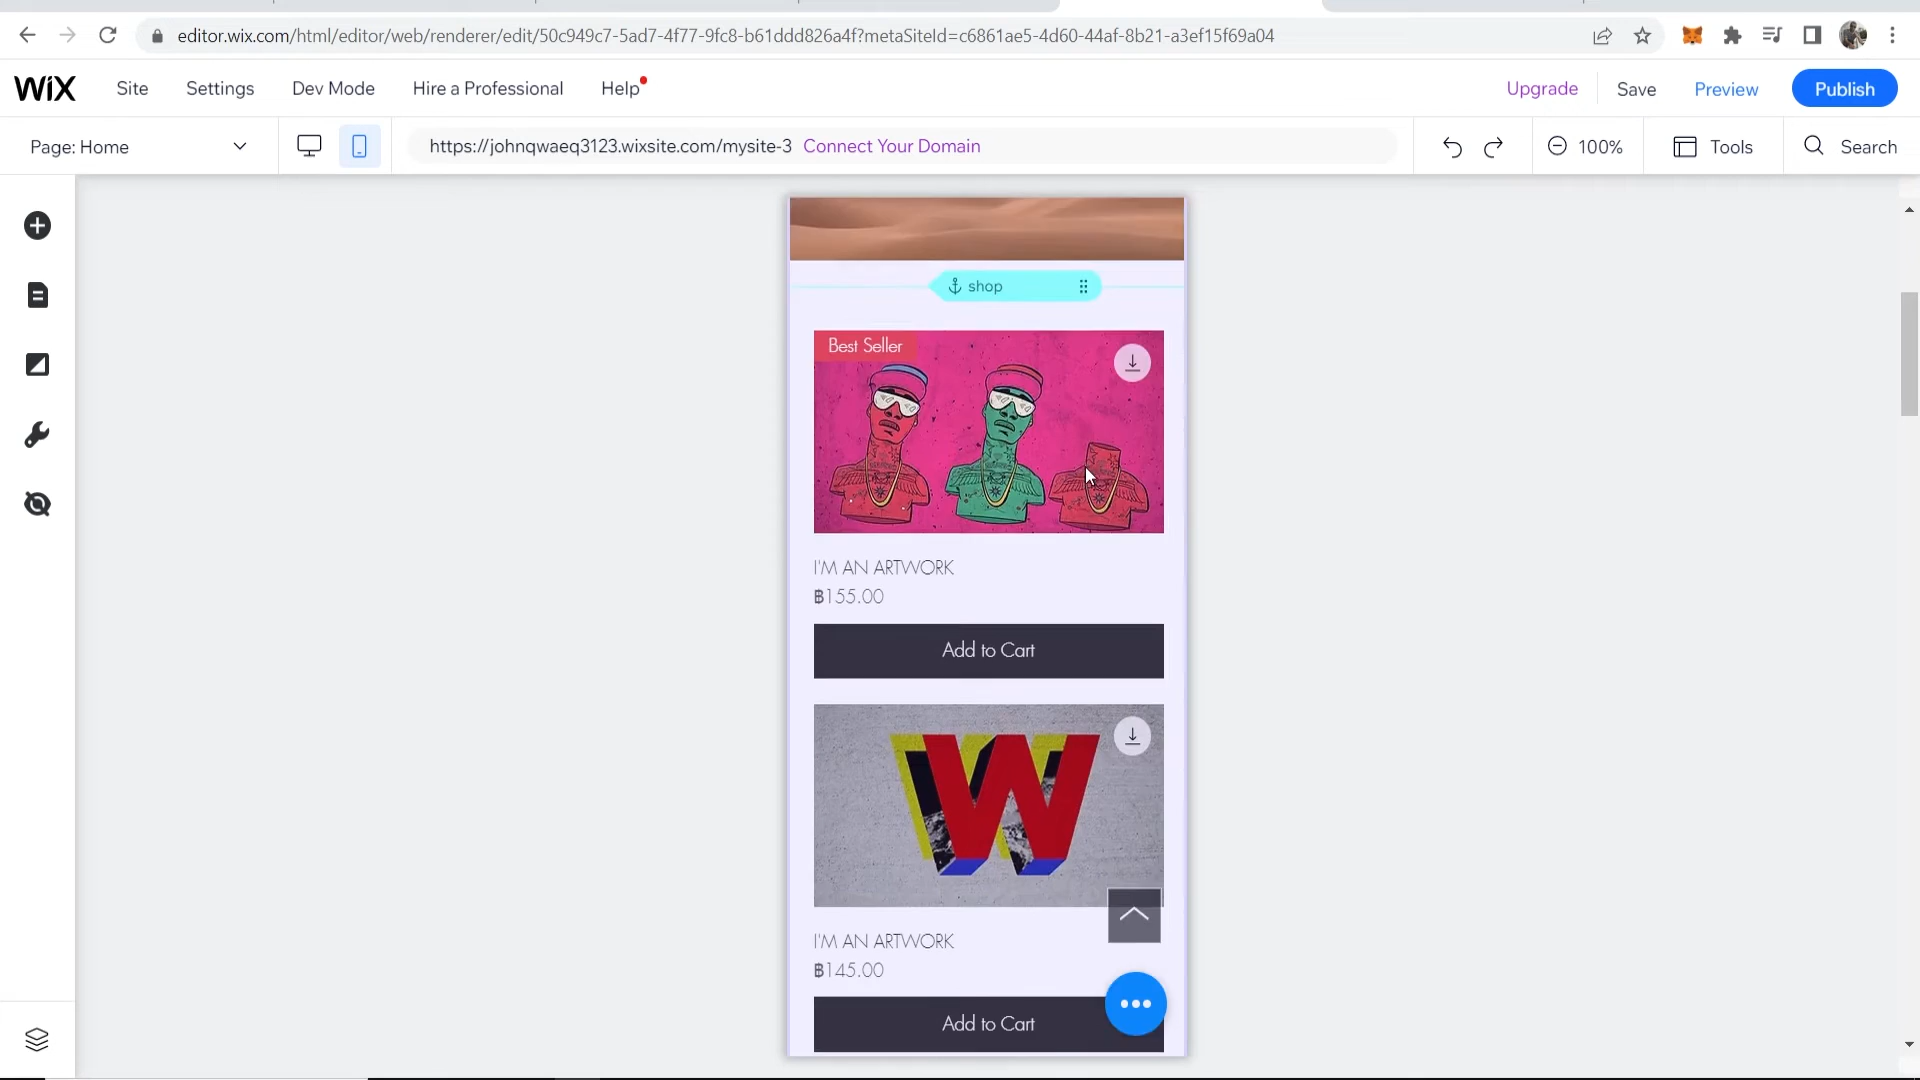 editor.wix.com/html/editor/web/renderer/edit/50c949c7-5ad7-4f77-9fc8-b61ddd826a4f?metaSiteId=c6861ae5-4d60-44af-8b21-a3ef15f69a04
WiX
Site
Settings
Dev Mode
Hire a Professional
Help
Upgrade
Save
Preview
Publish
Page: Home
https://johnqwaeq3123.wixsite.com/mysite-3
Connect Your Domain
100%
Tools
Search
shop
Best Seller
I'M AN ARTWORK
฿155.00
Add to Cart
W
I'M AN ARTWORK
฿145.00
Add to Cart